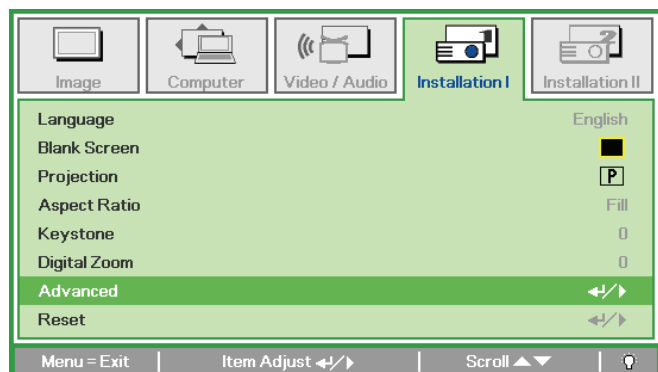 Image Computer Video / Audio Installation I Installation II
Language English
Blank Screen
Projection P
Aspect Ratio Fill
Keystone 0
Digital Zoom 0
Advanced
Reset
Menu = Exit Item Adjust Scroll